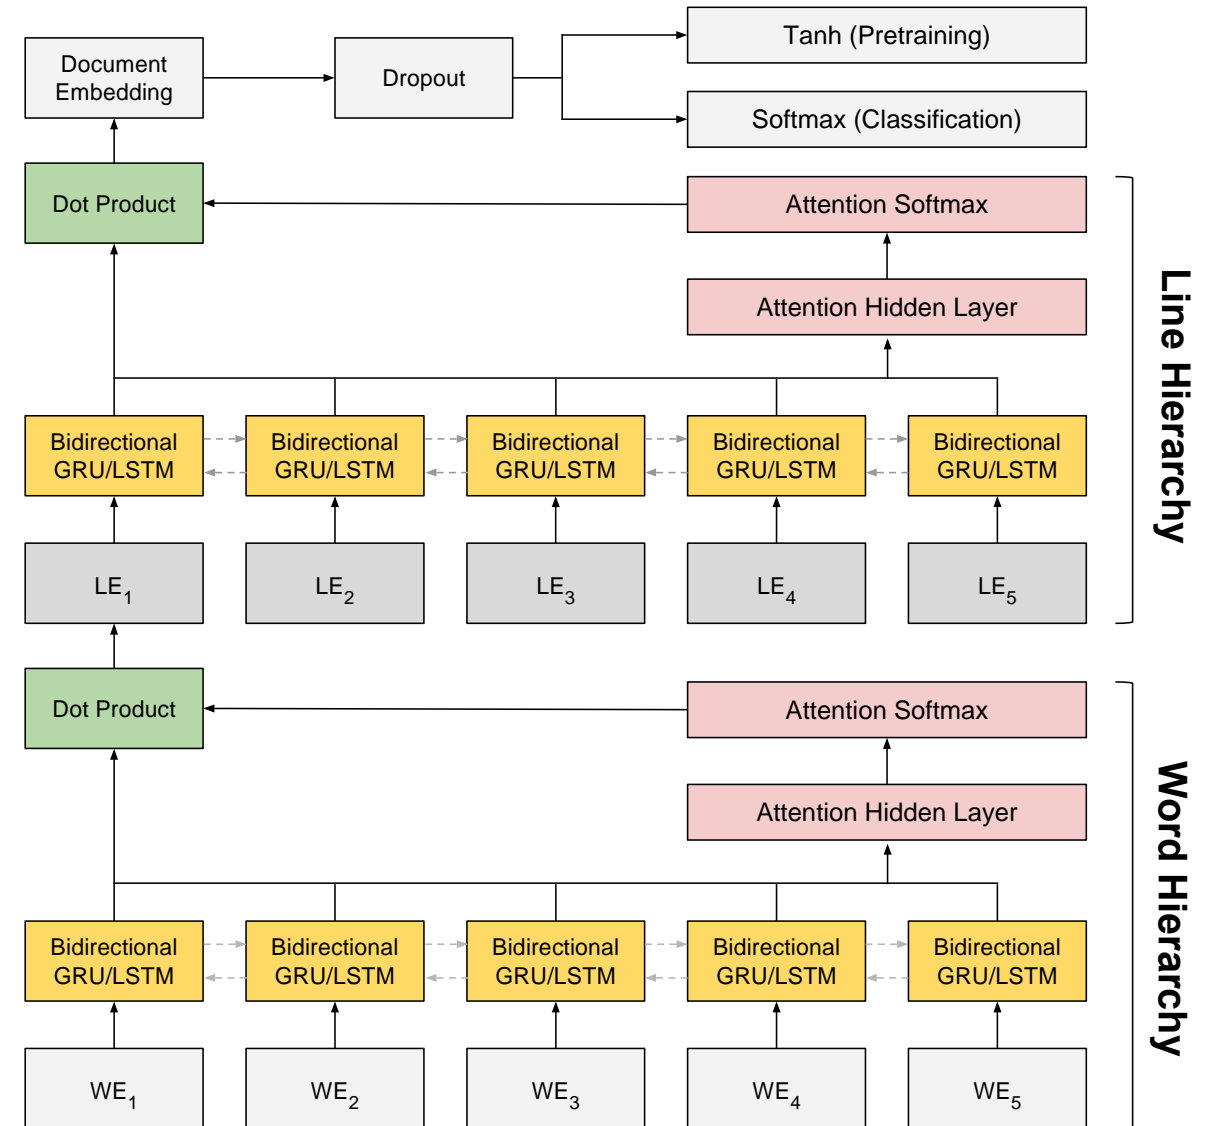 Tanh (Pretraining)
Document
Embedding
Dropout
Softmax (Classification)
Dot Product
Attention Softmax
Attention Hidden Layer
Line Hierarchy
Bidirectional
GRU/LSTM
Bidirectional
GRU/LSTM
Bidirectional
GRU/LSTM
Bidirectional
GRU/LSTM
Bidirectional
GRU/LSTM
LE1
LE2
LE3
LE4
LE5
Dot Product
Attention Softmax
Attention Hidden Layer
Word Hierarchy
Bidirectional
GRU/LSTM
Bidirectional
GRU/LSTM
Bidirectional
GRU/LSTM
Bidirectional
GRU/LSTM
Bidirectional
GRU/LSTM
WE1
WE2
WE3
WE4
WE5